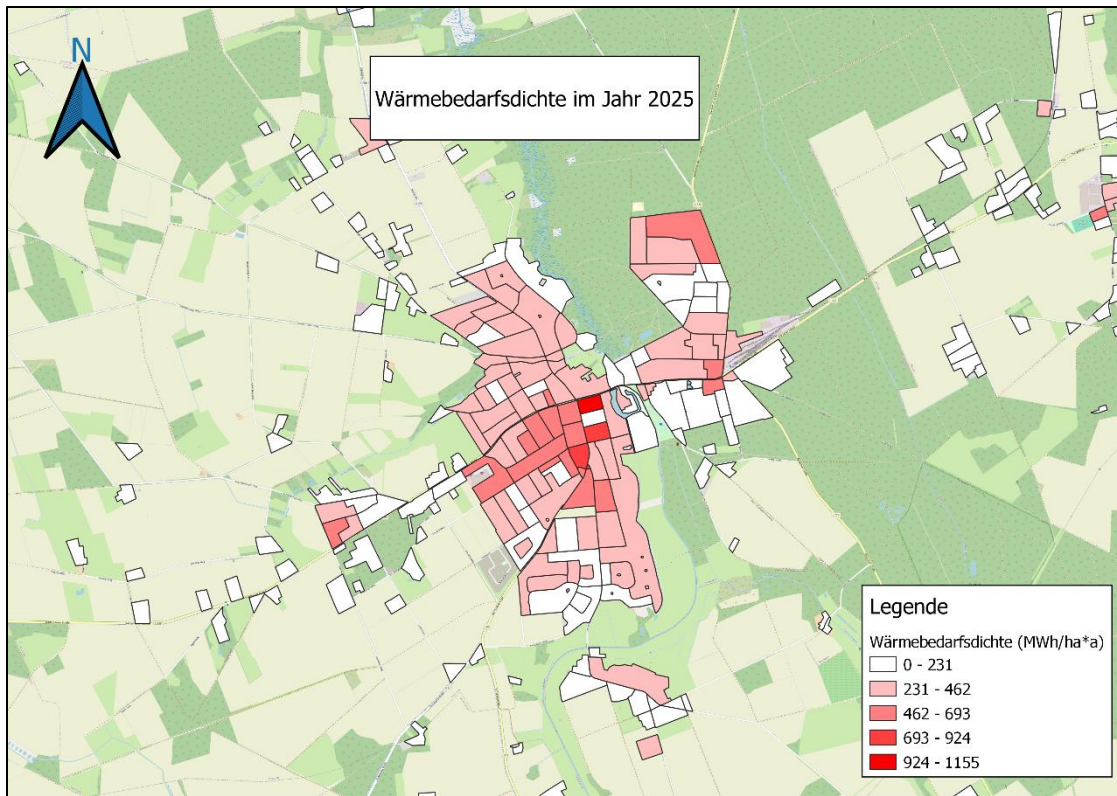 N
Wärmebedarfsdichte im Jahr 2025
Legende
Wärmebedarfsdichte (MWh/ha*a)
0 - 231
231 - 462
462 - 693
693 - 924
924 - 1155